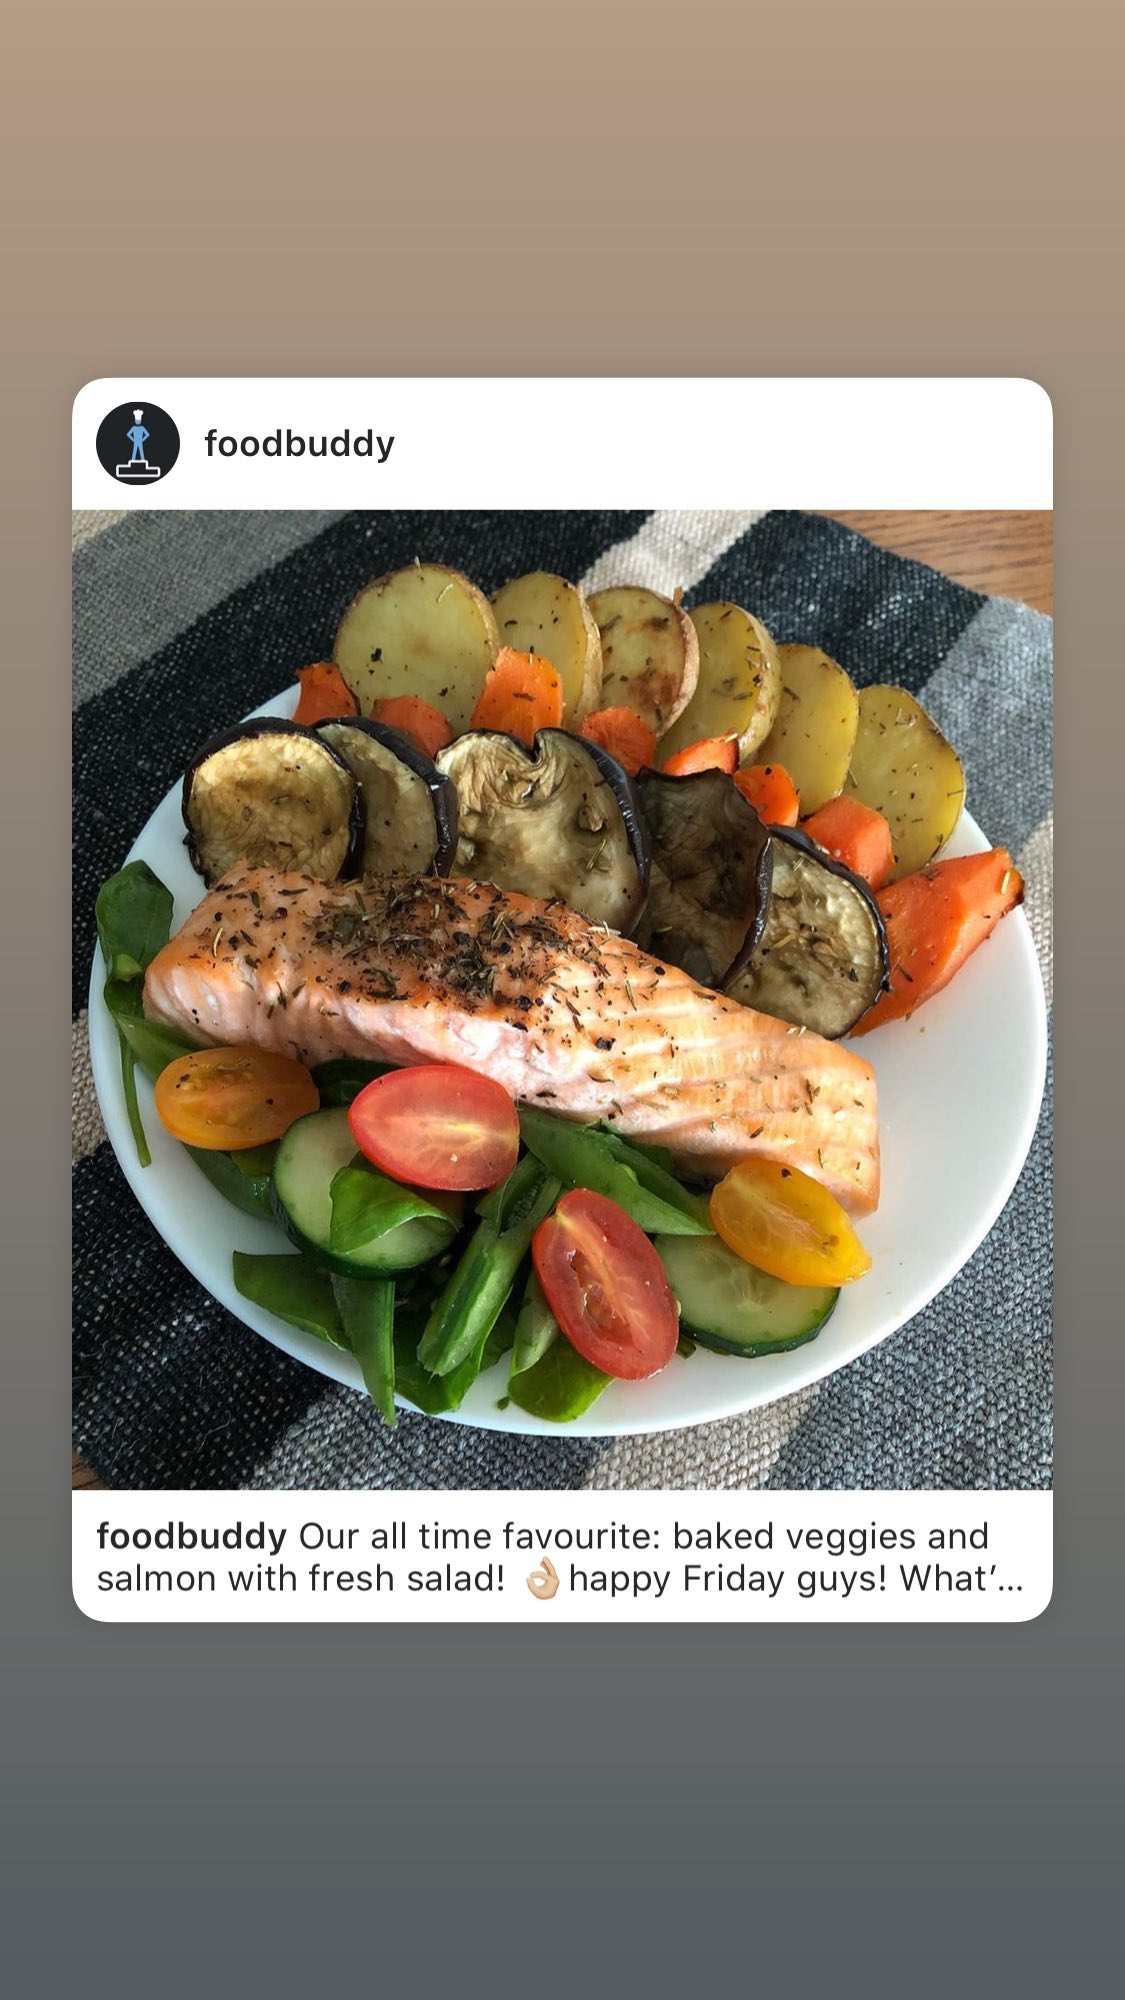 foodbuddy
foodbuddy Our all time favourite: baked veggies and
salmon with fresh salad! 👌🏼happy Friday guys! What’...